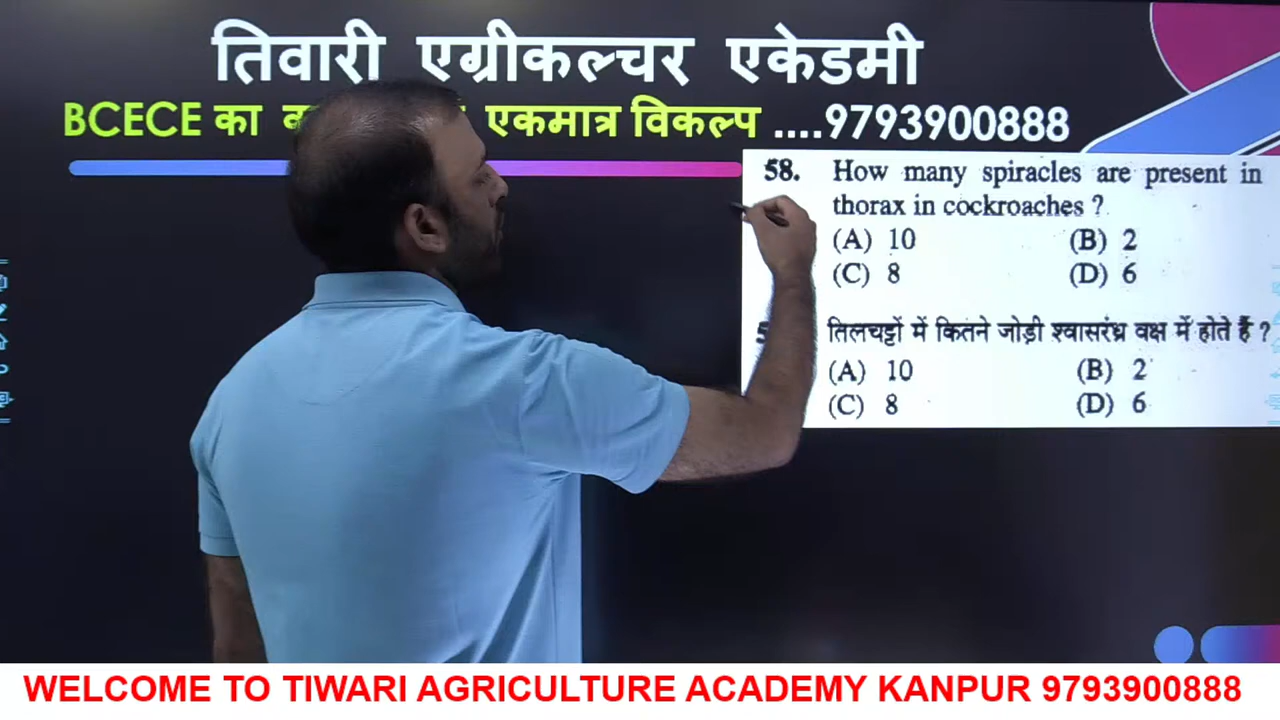 तिवारी एग्रीकल्चर एकेडमी
BCECE का एकमात्र विकल्प ....9793900888
58. How many spiracles are present in
thorax in cockroaches ?
(A) 10 (B) 2
(C) 8 (D) 6
तिलचट्टों में कितने जोड़ी श्वासरंध्र वक्ष में होते हैं ?
(A) 10 (B) 2
(C) 8 (D) 6
WELCOME TO TIWARI AGRICULTURE ACADEMY KANPUR 9793900888